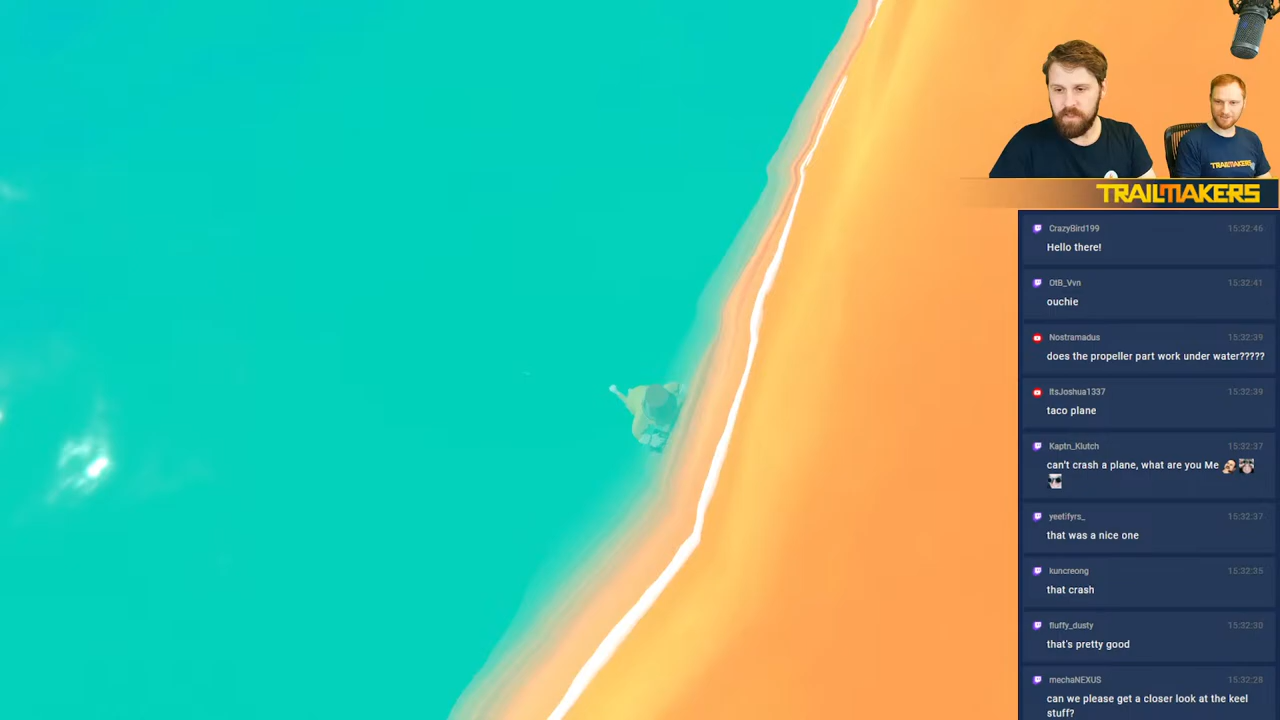 TRAILMAKERS
TRAILMAKERS
CrazyBird199 15:32:46
Hello there!
OtB_Vvn 15:32:41
ouchie
Nostramadus 15:32:39
does the propeller part work under water?????
ItsJoshua1337 15:32:39
taco plane
Kaptn_Klutch 15:32:37
can't crash a plane, what are you Me
yeetifyrs_ 15:32:37
that was a nice one
kuncreong 15:32:35
that crash
fluffy_dusty 15:32:30
that's pretty good
mechaNEXUS 15:32:28
can we please get a closer look at the keel
stuff?